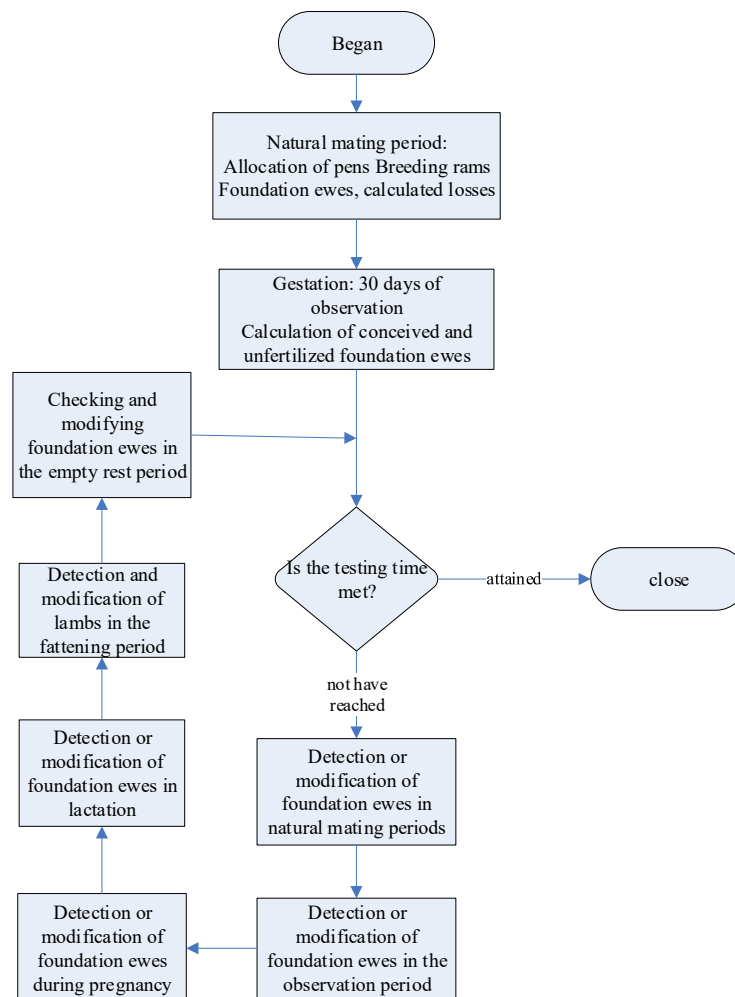 Began
Natural mating period:
Allocation of pens Breeding rams
Foundation ewes, calculated losses
Gestation: 30 days of
observation
Calculation of conceived and
unfertilized foundation ewes
Checking and
modifying
foundation ewes in
the empty rest period
Is the testing time
met?
attained
close
Detection and
modification of
lambs in the
fattening period
not have
reached
Detection or
modification of
foundation ewes in
lactation
Detection or
modification of
foundation ewes in
natural mating periods
Detection or
modification of
foundation ewes
during pregnancy
Detection or
modification of
foundation ewes in the
observation period